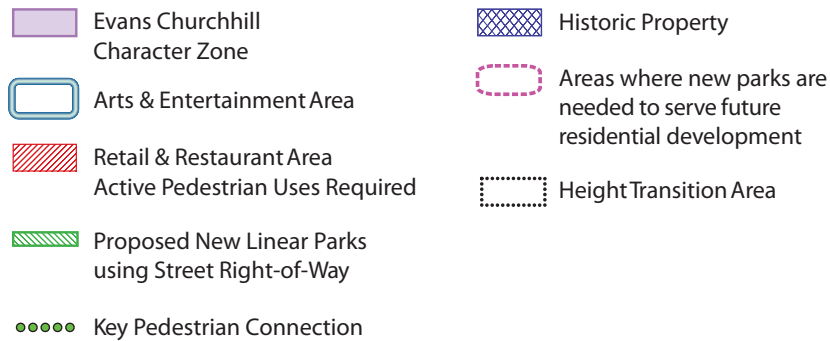 Evans Churchhill
Character Zone
Arts & Entertainment Area
Retail & Restaurant Area
Active Pedestrian Uses Required
Proposed New Linear Parks
using Street Right-of-Way
Key Pedestrian Connection
Historic Property
Areas where new parks are
needed to serve future
residential development
Height Transition Area